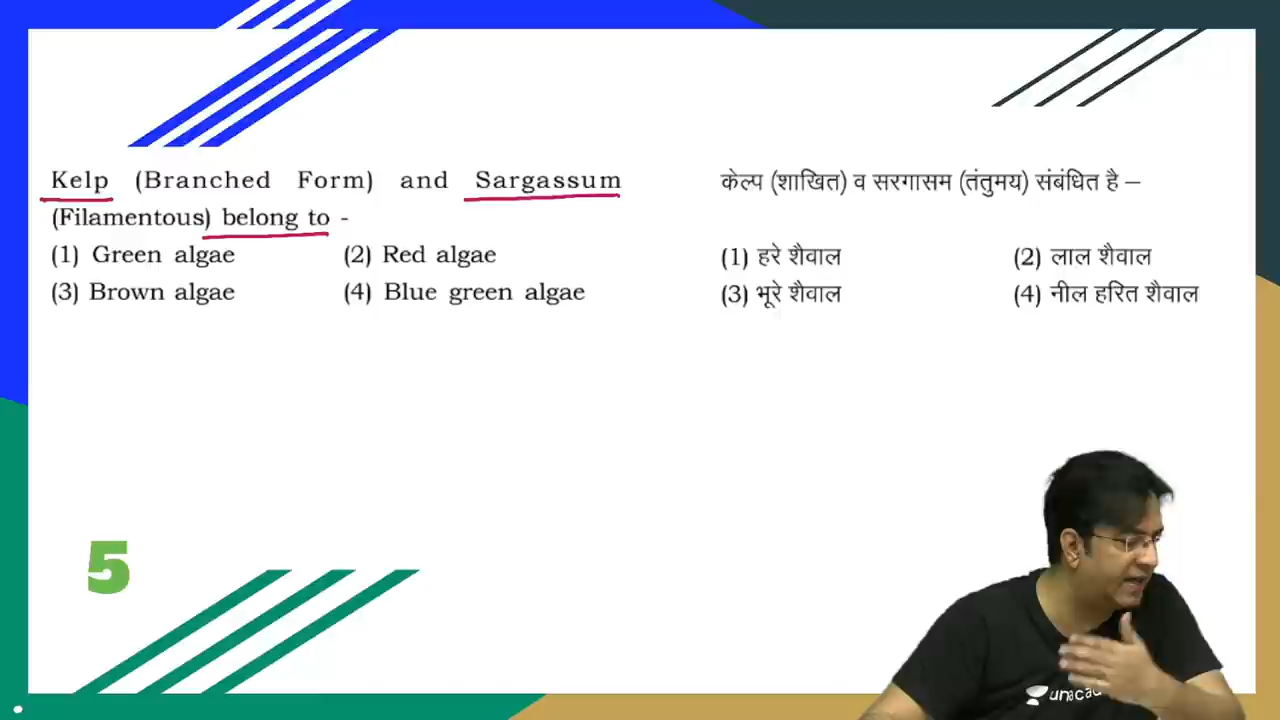 Kelp (Branched Form) and Sargassum
(Filamentous) belong to -
(1) Green algae (2) Red algae
(3) Brown algae (4) Blue green algae
केल्प (शाखित) व सरगासम (तंतुमय) संबंधित है –
(1) हरे शैवाल (2) लाल शैवाल
(3) भूरे शैवाल (4) नील हरित शैवाल
5